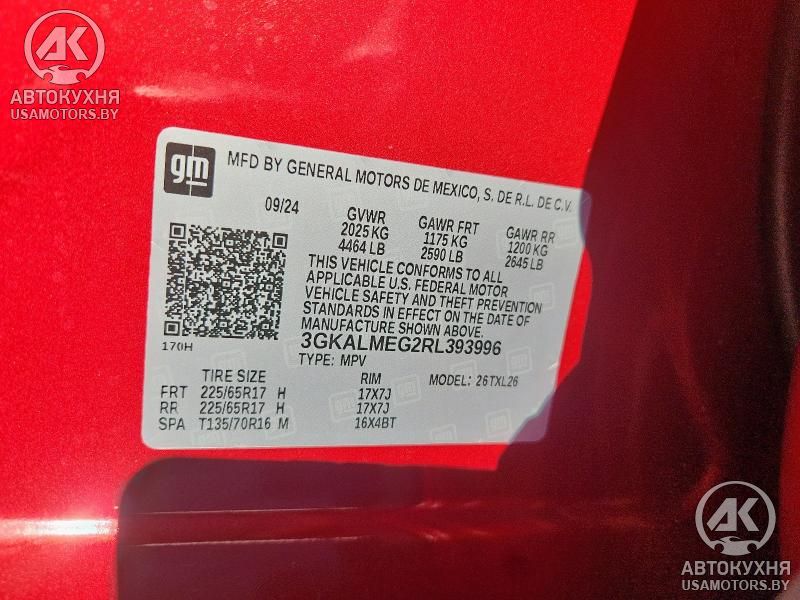 AK
АВТОКУХНЯ
USAMOTORS.BY
gm
MFD BY GENERAL MOTORS DE MEXICO, S. DE R.L. DE C.V.
09/24
GVWR GAWR FRT GAWR RR
2025 KG 1175 KG 1200 KG
4464 LB 2590 LB 2645 LB
THIS VEHICLE CONFORMS TO ALL
APPLICABLE U.S. FEDERAL MOTOR
VEHICLE SAFETY AND THEFT PREVENTION
STANDARDS IN EFFECT ON THE DATE OF
MANUFACTURE SHOWN ABOVE.
170H
3GKALMEG2RL393996
TYPE: MPV
MODEL: 26TXL26
TIRE SIZE RIM
FRT 225/65R17 H 17X7J
RR 225/65R17 H 17X7J
SPA T135/70R16 M 16X4BT
AK
АВТОКУХНЯ
USAMOTORS.BY